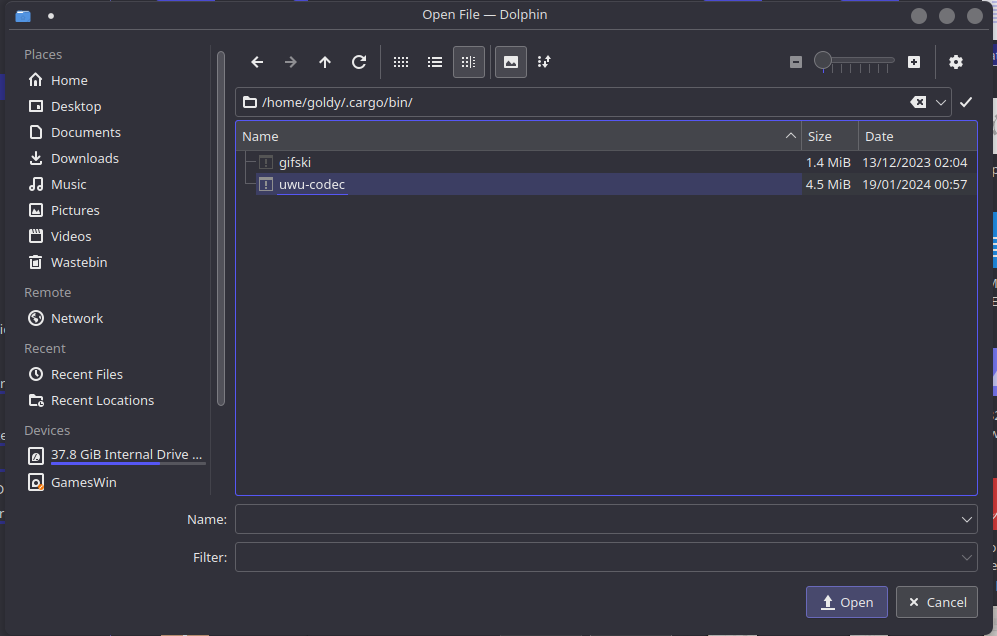 Open File — Dolphin
Places
Home
Desktop
Documents
Downloads
Music
Pictures
Videos
Wastebin
Remote
Network
Recent
Recent Files
Recent Locations
Devices
37.8 GiB Internal Drive ...
GamesWin
/home/goldy/.cargo/bin/
Name Size Date
gifski 1.4 MiB 13/12/2023 02:04
uwu-codec 4.5 MiB 19/01/2024 00:57
Name:
Filter:
Open Cancel